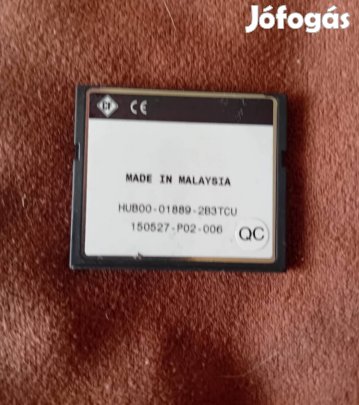 Jófogás
CE
MADE IN MALAYSIA
HUB00-01889-2B3TCU
150527-P02-006
QC